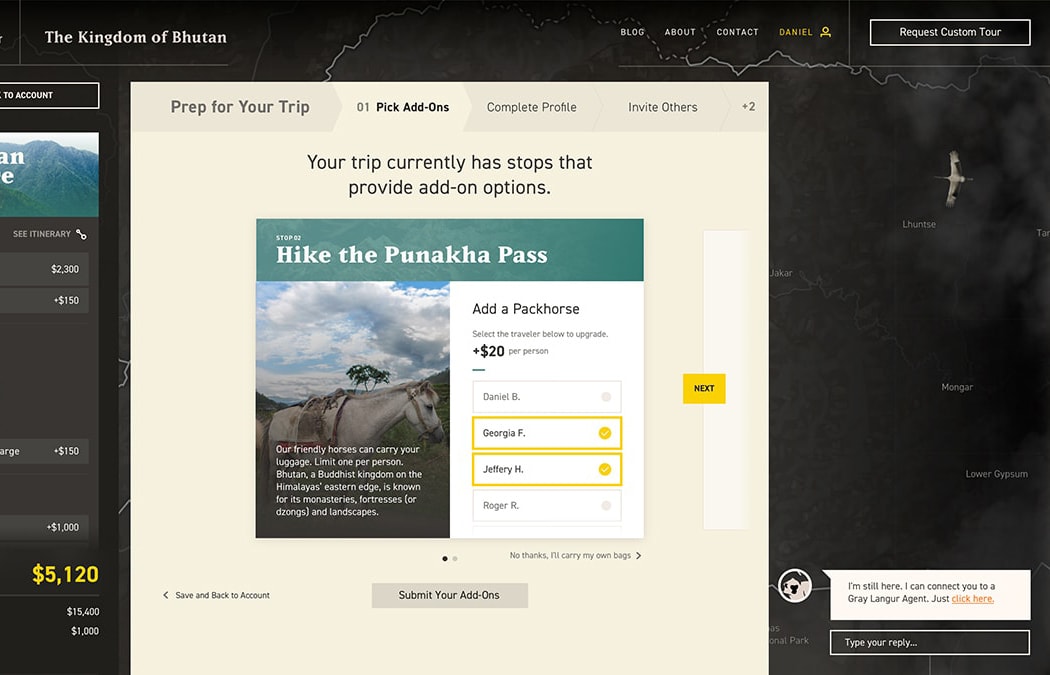 The Kingdom of Bhutan
BLOG
ABOUT
CONTACT
DANIEL
Request Custom Tour
TO ACCOUNT
SEE ITINERARY
$2,300
+$150
+$150
+$1,000
$5,120
$15,400
$1,000
Prep for Your Trip
01 Pick Add-Ons
Complete Profile
Invite Others
+2
Your trip currently has stops that
provide add-on options.
STOP 02
Hike the Punakha Pass
Our friendly horses can carry your
luggage. Limit one per person.
Bhutan, a Buddhist kingdom on the
Himalayas' eastern edge, is known
for its monasteries, fortresses (or
dzongs) and landscapes.
Add a Packhorse
Select the traveler below to upgrade.
+$20 per person
Daniel B.
Georgia F.
Jeffery H.
Roger R.
NEXT
No thanks, I'll carry my own bags
Save and Back to Account
Submit Your Add-Ons
Lhuntse
Jakar
Mongar
Lower Gypsum
I'm still here. I can connect you to a
Gray Langur Agent. Just click here.
Type your reply...
Park